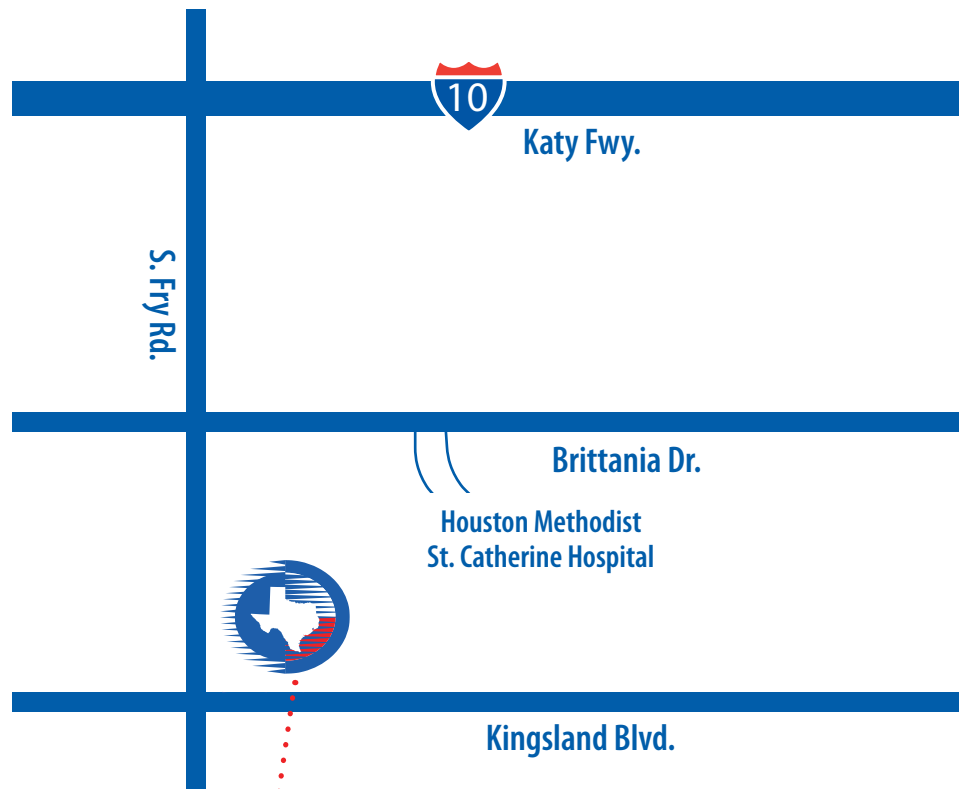 10
Katy Fwy.
S. Fry Rd.
Brittania Dr.
Houston Methodist
St. Catherine Hospital
Kingsland Blvd.